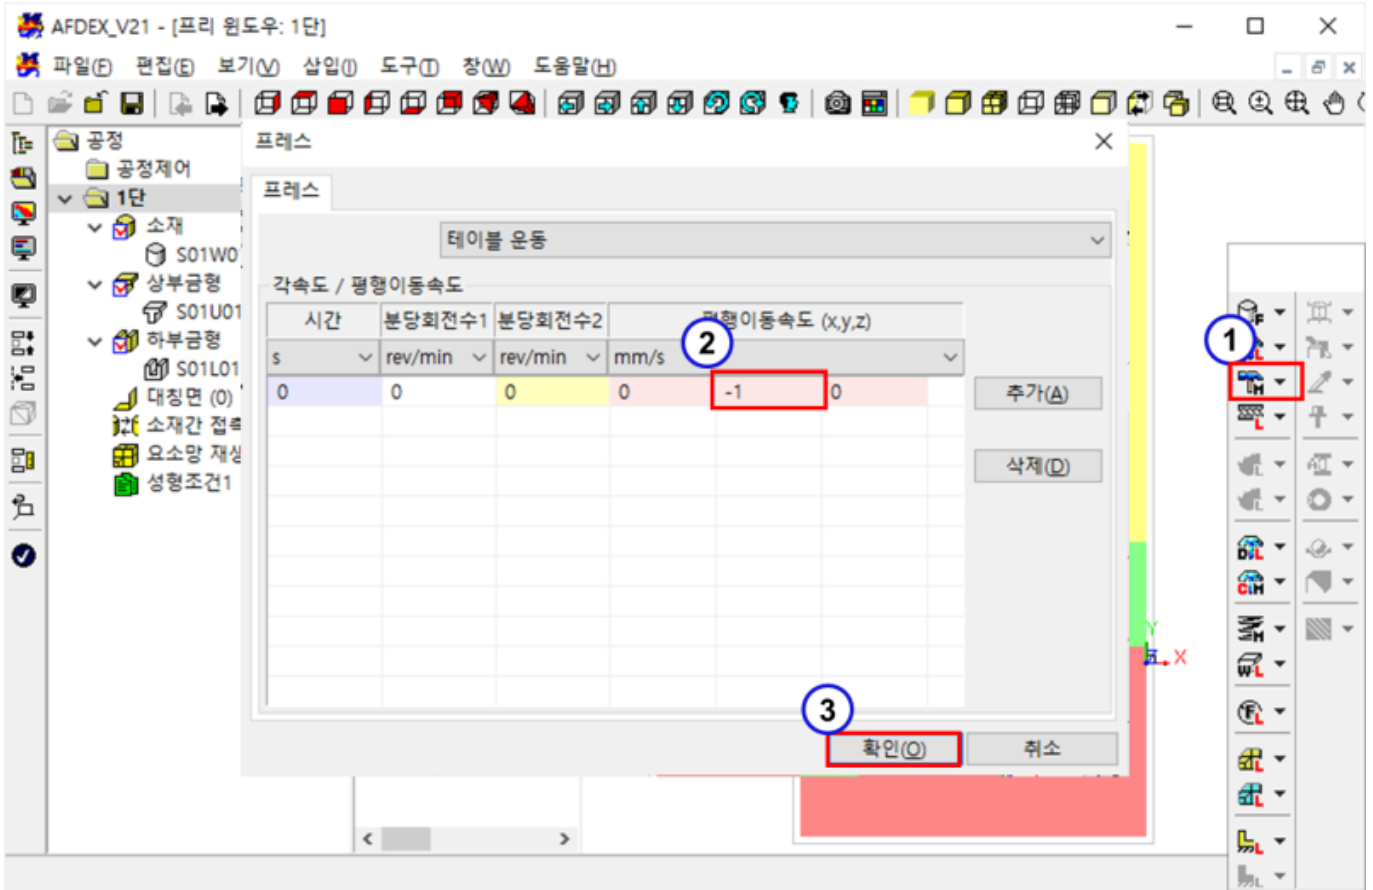 AFDEX_V21 - [프리 윈도우: 1단]
파일(F) 편집(E) 보기(V) 삽입(I) 도구(T) 창(W) 도움말(H)
공정
공정제어
1단
소재
S01W0
상부금형
S01U01
하부금형
S01L01
대칭면 (0)
소재간 접촉
요소망 재생
성형조건1
프레스
프레스
테이블 운동
각속도 / 평행이동속도
시간 분당회전수1 분당회전수2 평행이동속도 (x,y,z)
s rev/min rev/min mm/s
0 0 0 0 -1 0
추가(A)
삭제(D)
확인(O) 취소
1
2
3
Y
X